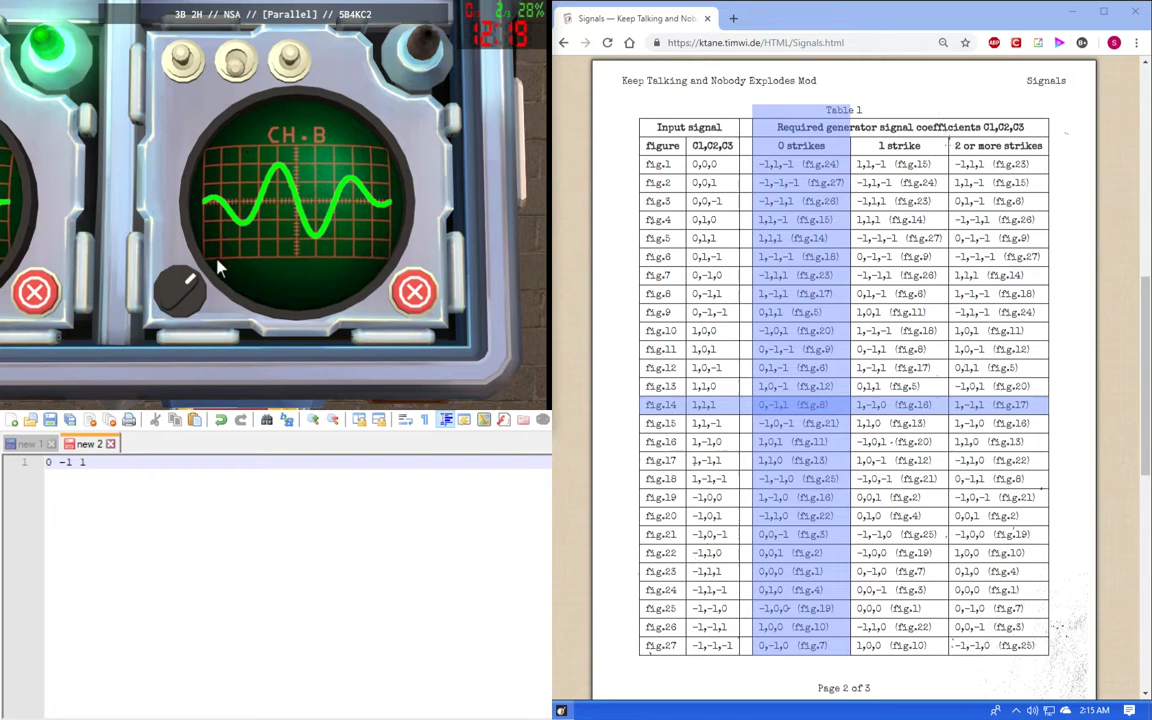 3B 2H // NSA // [Parallel] // 5B4KC2
28%
12:19
CH.B
new 1
new 2
1
0 -1 1
Signals — Keep Talking and Nob
https://ktane.timwi.de/HTML/Signals.html
Keep Talking and Nobody Explodes Mod
Signals
Table 1
Input signal Required generator signal coefficients C1,C2,C3
figure C1,C2,C3 0 strikes 1 strike 2 or more strikes
fig.1 0,0,0 -1,1,-1 (fig.24) 1,1,-1 (fig.15) -1,1,1 (fig.23)
fig.2 0,0,1 -1,-1,-1 (fig.27) -1,1,-1 (fig.24) 1,1,-1 (fig.15)
fig.3 0,0,-1 -1,-1,1 (fig.26) -1,1,1 (fig.23) 0,1,-1 (fig.6)
fig.4 0,1,0 1,1,-1 (fig.15) 1,1,1 (fig.14) -1,-1,1 (fig.26)
fig.5 0,1,1 1,1,1 (fig.14) -1,-1,-1 (fig.27) 0,-1,-1 (fig.9)
fig.6 0,1,-1 1,-1,-1 (fig.18) 0,-1,-1 (fig.9) -1,-1,-1 (fig.27)
fig.7 0,-1,0 -1,1,1 (fig.23) -1,-1,1 (fig.26) 1,1,1 (fig.14)
fig.8 0,-1,1 1,-1,1 (fig.17) 0,1,-1 (fig.6) 1,-1,-1 (fig.18)
fig.9 0,-1,-1 0,1,1 (fig.5) 1,0,1 (fig.11) -1,1,-1 (fig.24)
fig.10 1,0,0 -1,0,1 (fig.20) 1,-1,-1 (fig.18) 1,0,1 (fig.11)
fig.11 1,0,1 0,-1,-1 (fig.9) 0,-1,1 (fig.8) 1,0,-1 (fig.12)
fig.12 1,0,-1 0,1,-1 (fig.6) 1,-1,1 (fig.17) 0,1,1 (fig.5)
fig.13 1,1,0 1,0,-1 (fig.12) 0,1,1 (fig.5) -1,0,1 (fig.20)
fig.14 1,1,1 0,-1,1 (fig.8) 1,-1,0 (fig.16) 1,-1,1 (fig.17)
fig.15 1,1,-1 -1,0,-1 (fig.21) 1,1,0 (fig.13) 1,-1,0 (fig.16)
fig.16 1,-1,0 1,0,1 (fig.11) -1,0,1 (fig.20) 1,1,0 (fig.13)
fig.17 1,-1,1 1,1,0 (fig.13) 1,0,-1 (fig.12) -1,1,0 (fig.22)
fig.18 1,-1,-1 -1,-1,0 (fig.25) -1,0,-1 (fig.21) 0,-1,1 (fig.8)
fig.19 -1,0,0 1,-1,0 (fig.16) 0,0,1 (fig.2) -1,0,-1 (fig.21)
fig.20 -1,0,1 -1,1,0 (fig.22) 0,1,0 (fig.4) 0,0,1 (fig.2)
fig.21 -1,0,-1 0,0,-1 (fig.3) -1,-1,0 (fig.25) -1,0,0 (fig.19)
fig.22 -1,1,0 0,0,1 (fig.2) -1,0,0 (fig.19) 1,0,0 (fig.10)
fig.23 -1,1,1 0,0,0 (fig.1) 0,-1,0 (fig.7) 0,1,0 (fig.4)
fig.24 -1,1,-1 0,1,0 (fig.4) 0,0,-1 (fig.3) 0,0,0 (fig.1)
fig.25 -1,-1,0 -1,0,0 (fig.19) 0,0,0 (fig.1) 0,-1,0 (fig.7)
fig.26 -1,-1,1 1,0,0 (fig.10) -1,1,0 (fig.22) 0,0,-1 (fig.3)
fig.27 -1,-1,-1 0,-1,0 (fig.7) 1,0,0 (fig.10) -1,-1,0 (fig.25)
Page 2 of 3
2:15 AM